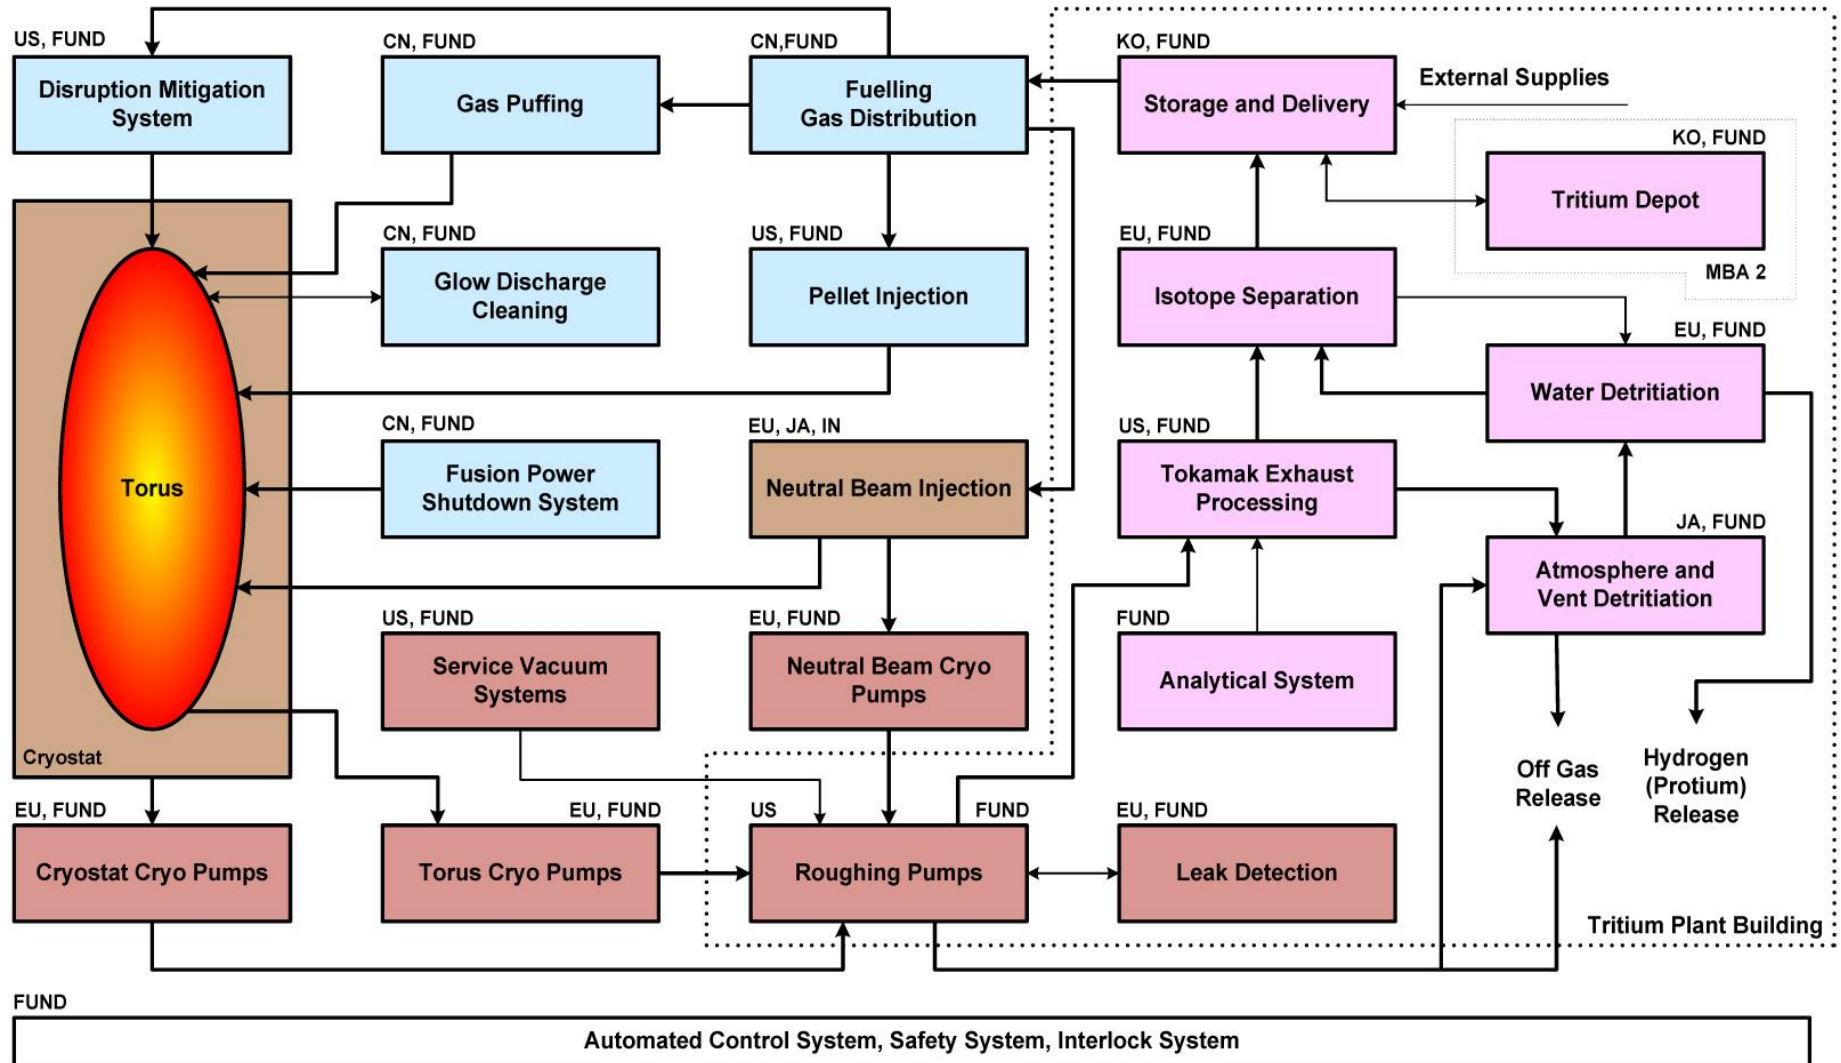 US, FUND
Disruption Mitigation
System
CN, FUND
Gas Puffing
CN,FUND
Fuelling
Gas Distribution
KO, FUND
Storage and Delivery
External Supplies
KO, FUND
Tritium Depot
MBA 2
CN, FUND
Glow Discharge
Cleaning
US, FUND
Pellet Injection
EU, FUND
Isotope Separation
EU, FUND
Water Detritiation
Torus
Cryostat
CN, FUND
Fusion Power
Shutdown System
EU, JA, IN
Neutral Beam Injection
US, FUND
Tokamak Exhaust
Processing
JA, FUND
Atmosphere and
Vent Detritiation
US, FUND
Service Vacuum
Systems
EU, FUND
Neutral Beam Cryo
Pumps
FUND
Analytical System
Off Gas
Release
Hydrogen
(Protium)
Release
EU, FUND
Cryostat Cryo Pumps
EU, FUND
Torus Cryo Pumps
US
FUND
Roughing Pumps
EU, FUND
Leak Detection
Tritium Plant Building
FUND
Automated Control System, Safety System, Interlock System